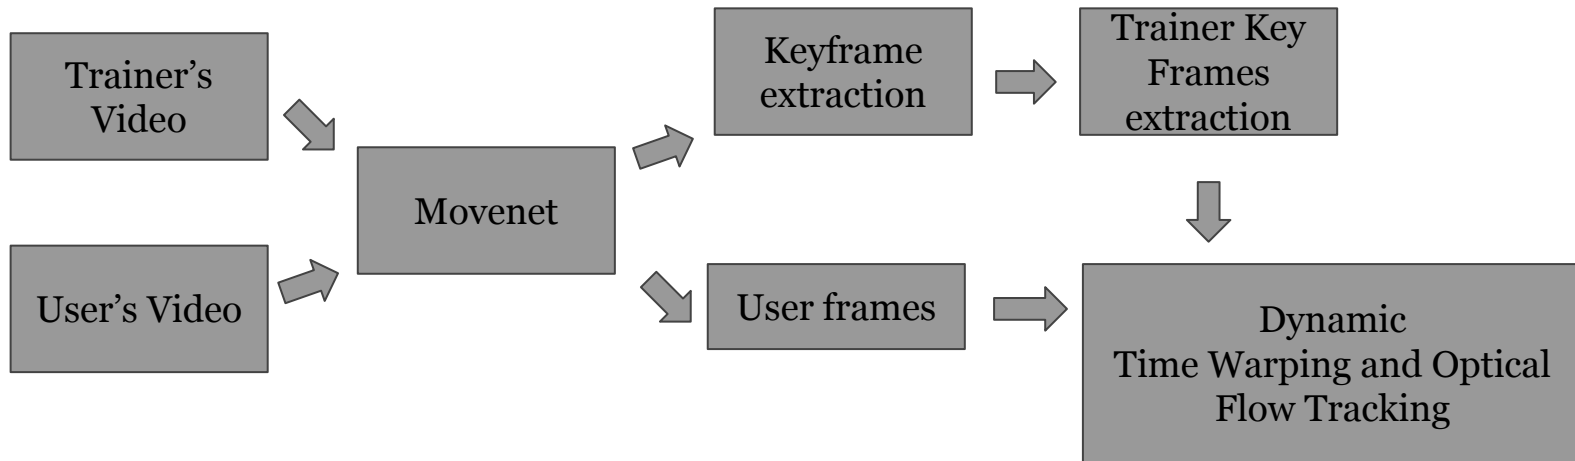 Trainer’s
Video
User’s Video
Movenet
Keyframe
extraction
Trainer Key
Frames
extraction
User frames
Dynamic
Time Warping and Optical
Flow Tracking